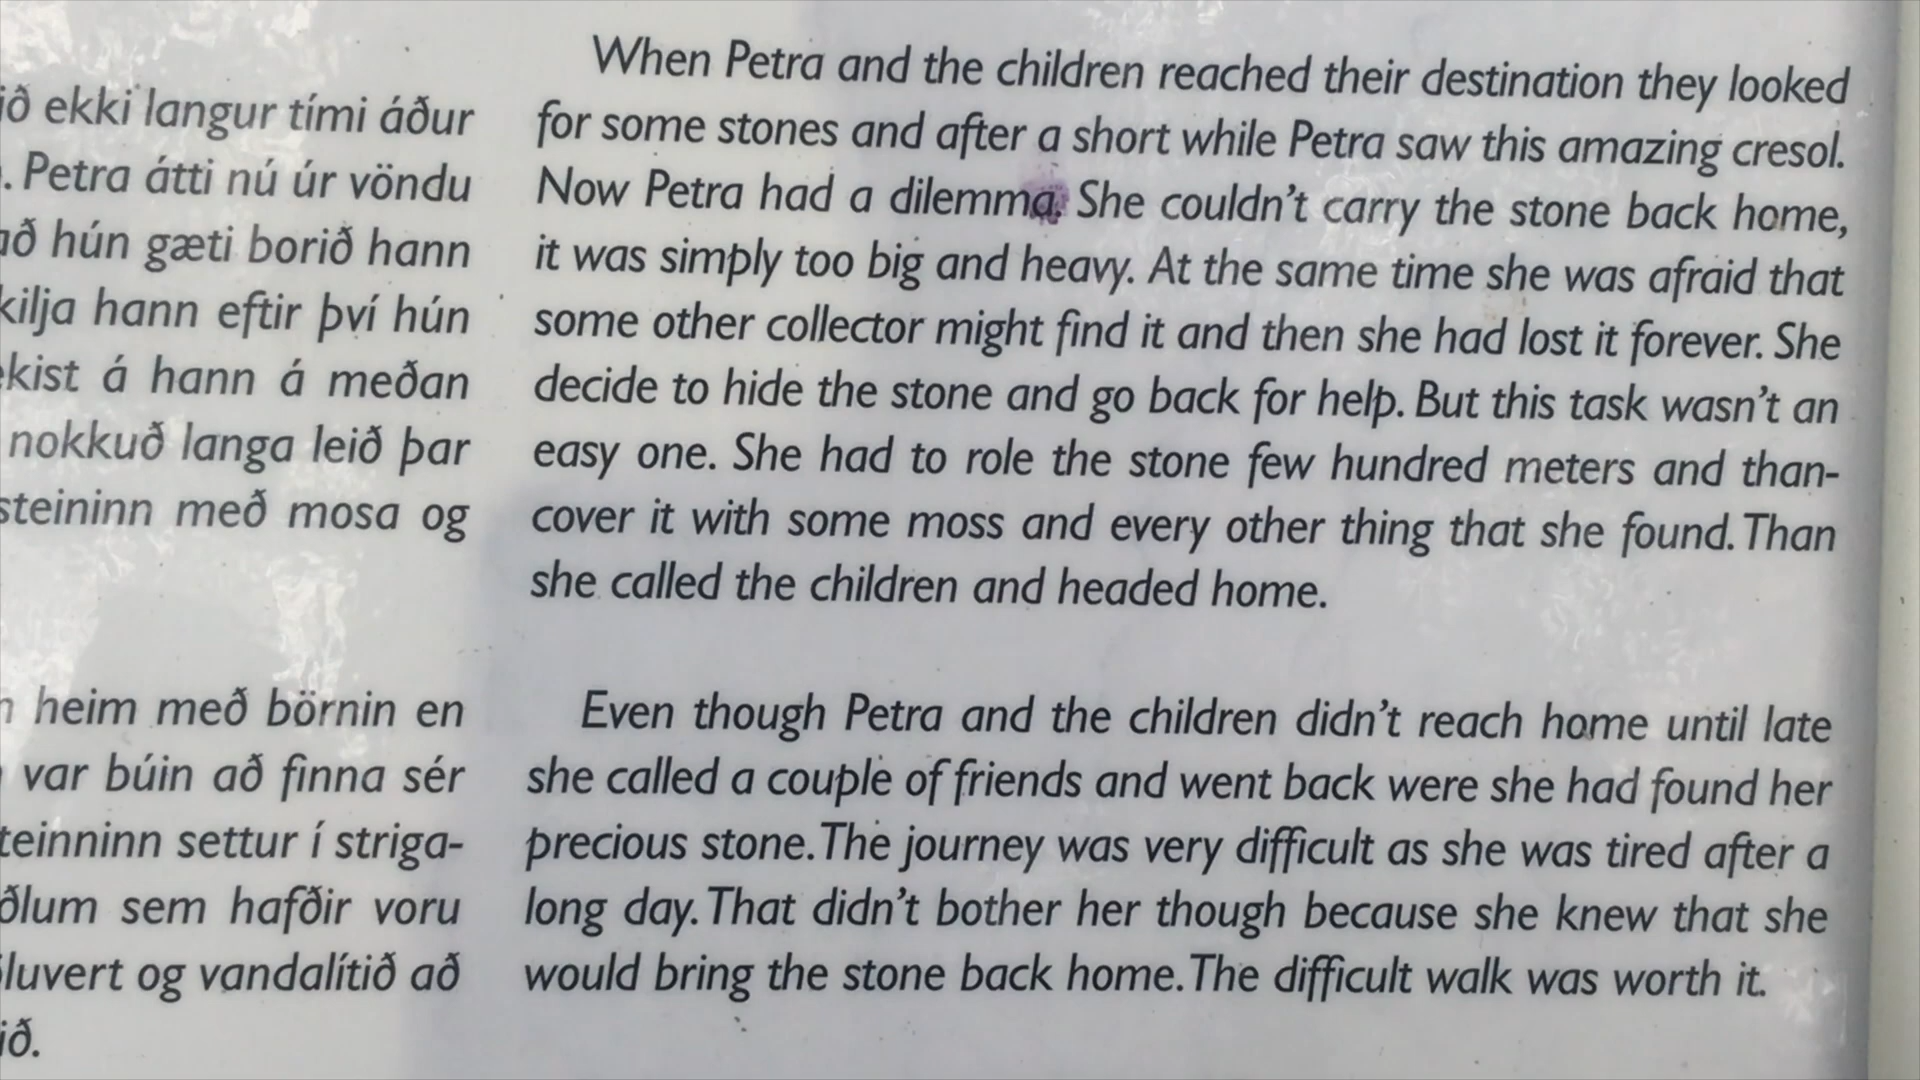 ekki langur tími áður
. Petra átti nú úr vöndu
hún gæti borið hann
hann eftir því hún
á hann á meðan
nokkuð langa leið þar
með mosa og
heim með börnin en
var búin að finna sér
settur í striga-
sem hafðir voru
og vandalítið að
When Petra and the children reached their destination they looked
for some stones and after a short while Petra saw this amazing cresol.
Now Petra had a dilemma. She couldn't carry the stone back home,
it was simply too big and heavy. At the same time she was afraid that
some other collector might find it and then she had lost it forever. She
decide to hide the stone and go back for help. But this task wasn't an
easy one. She had to role the stone few hundred meters and than-
cover it with some moss and every other thing that she found. Than
she called the children and headed home.
Even though Petra and the children didn't reach home until late
she called a couple of friends and went back were she had found her
precious stone. The journey was very difficult as she was tired after a
long day. That didn't bother her though because she knew that she
would bring the stone back home. The difficult walk was worth it.